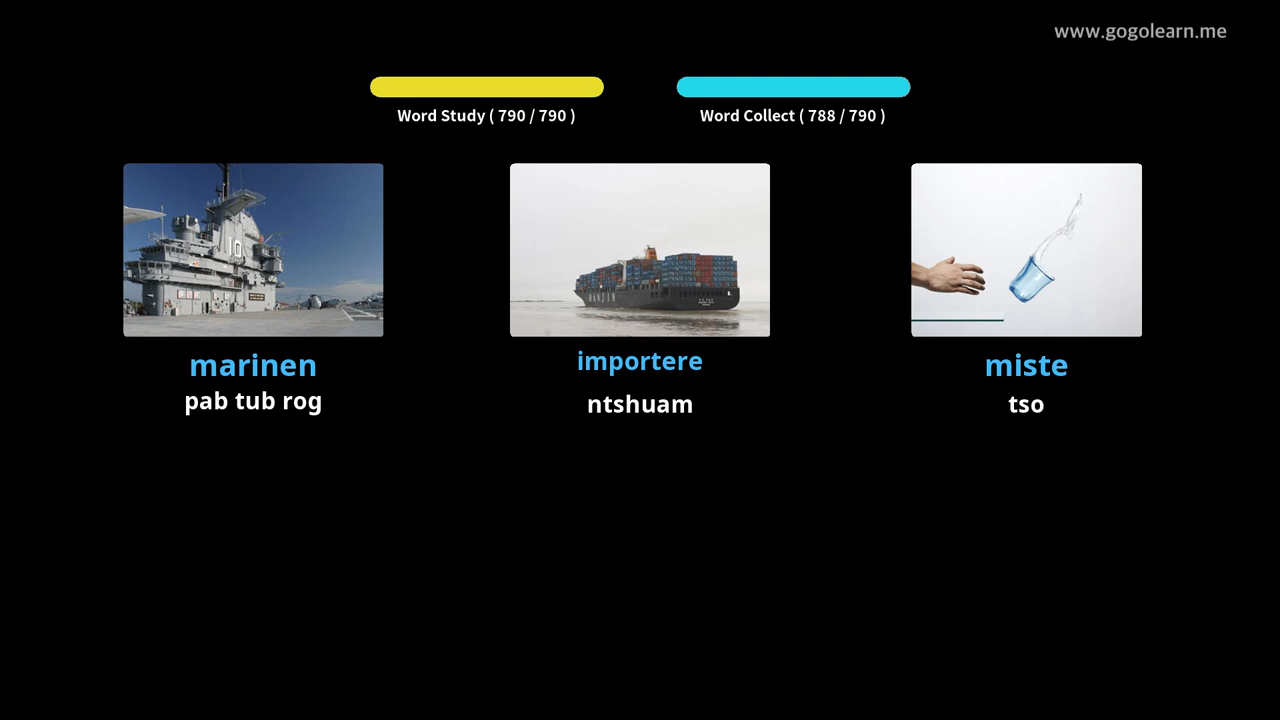 www.gogolearn.me
Word Study ( 790 / 790 )
Word Collect ( 788 / 790 )
marinen
pab tub rog
importere
ntshuam
miste
tso